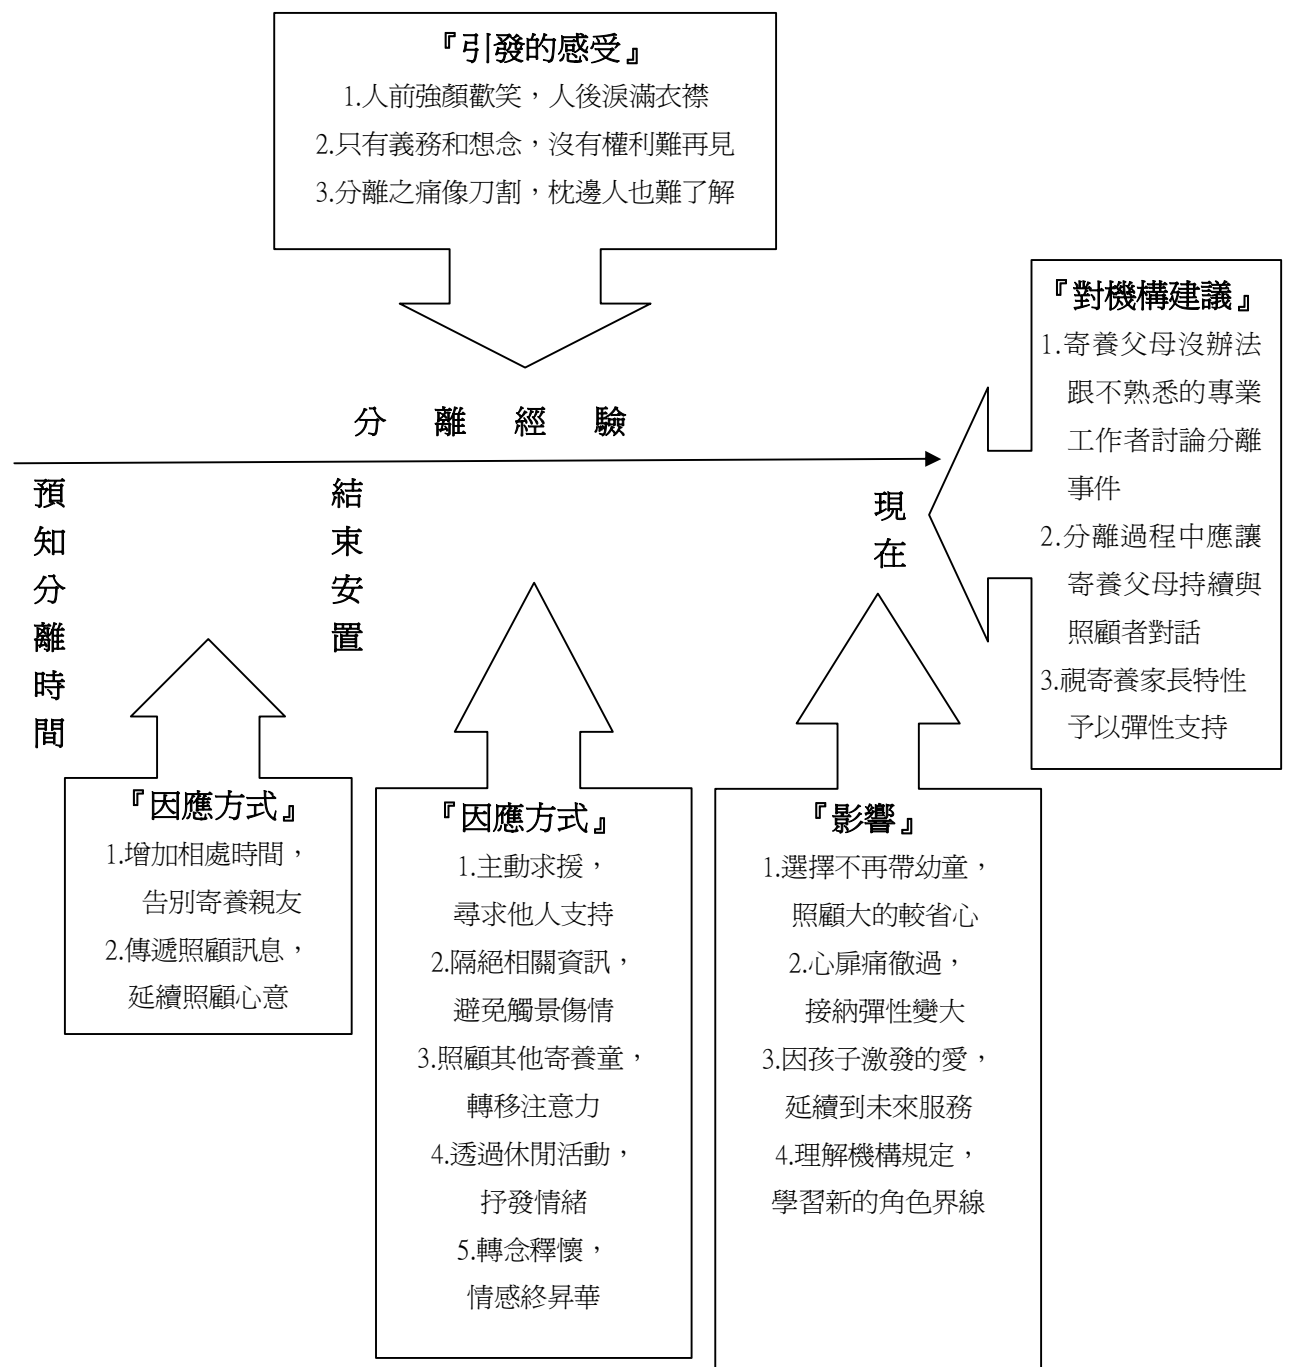 『引發的感受』
1.人前強顏歡笑，人後淚滿衣襟
2.只有義務和想念，沒有權利難再見
3.分離之痛像刀割，枕邊人也難了解
『對機構建議』
1.寄養父母沒辦法
跟不熟悉的專業
工作者討論分離
事件
2.分離過程中應讓
寄養父母持續與
照顧者對話
3.視寄養家長特性
予以彈性支持
分離經驗
預知分離時間
結束安置
現在
『因應方式』
1.增加相處時間，
告別寄養親友
2.傳遞照顧訊息，
延續照顧心意
『因應方式』
1.主動求援，
尋求他人支持
2.隔絕相關資訊，
避免觸景傷情
3.照顧其他寄養童，
轉移注意力
4.透過休閒活動，
抒發情緒
5.轉念釋懷，
情感終昇華
『影響』
1.選擇不再帶幼童，
照顧大的較省心
2.心扉痛徹過，
接納彈性變大
3.因孩子激發的愛，
延續到未來服務
4.理解機構規定，
學習新的角色界線